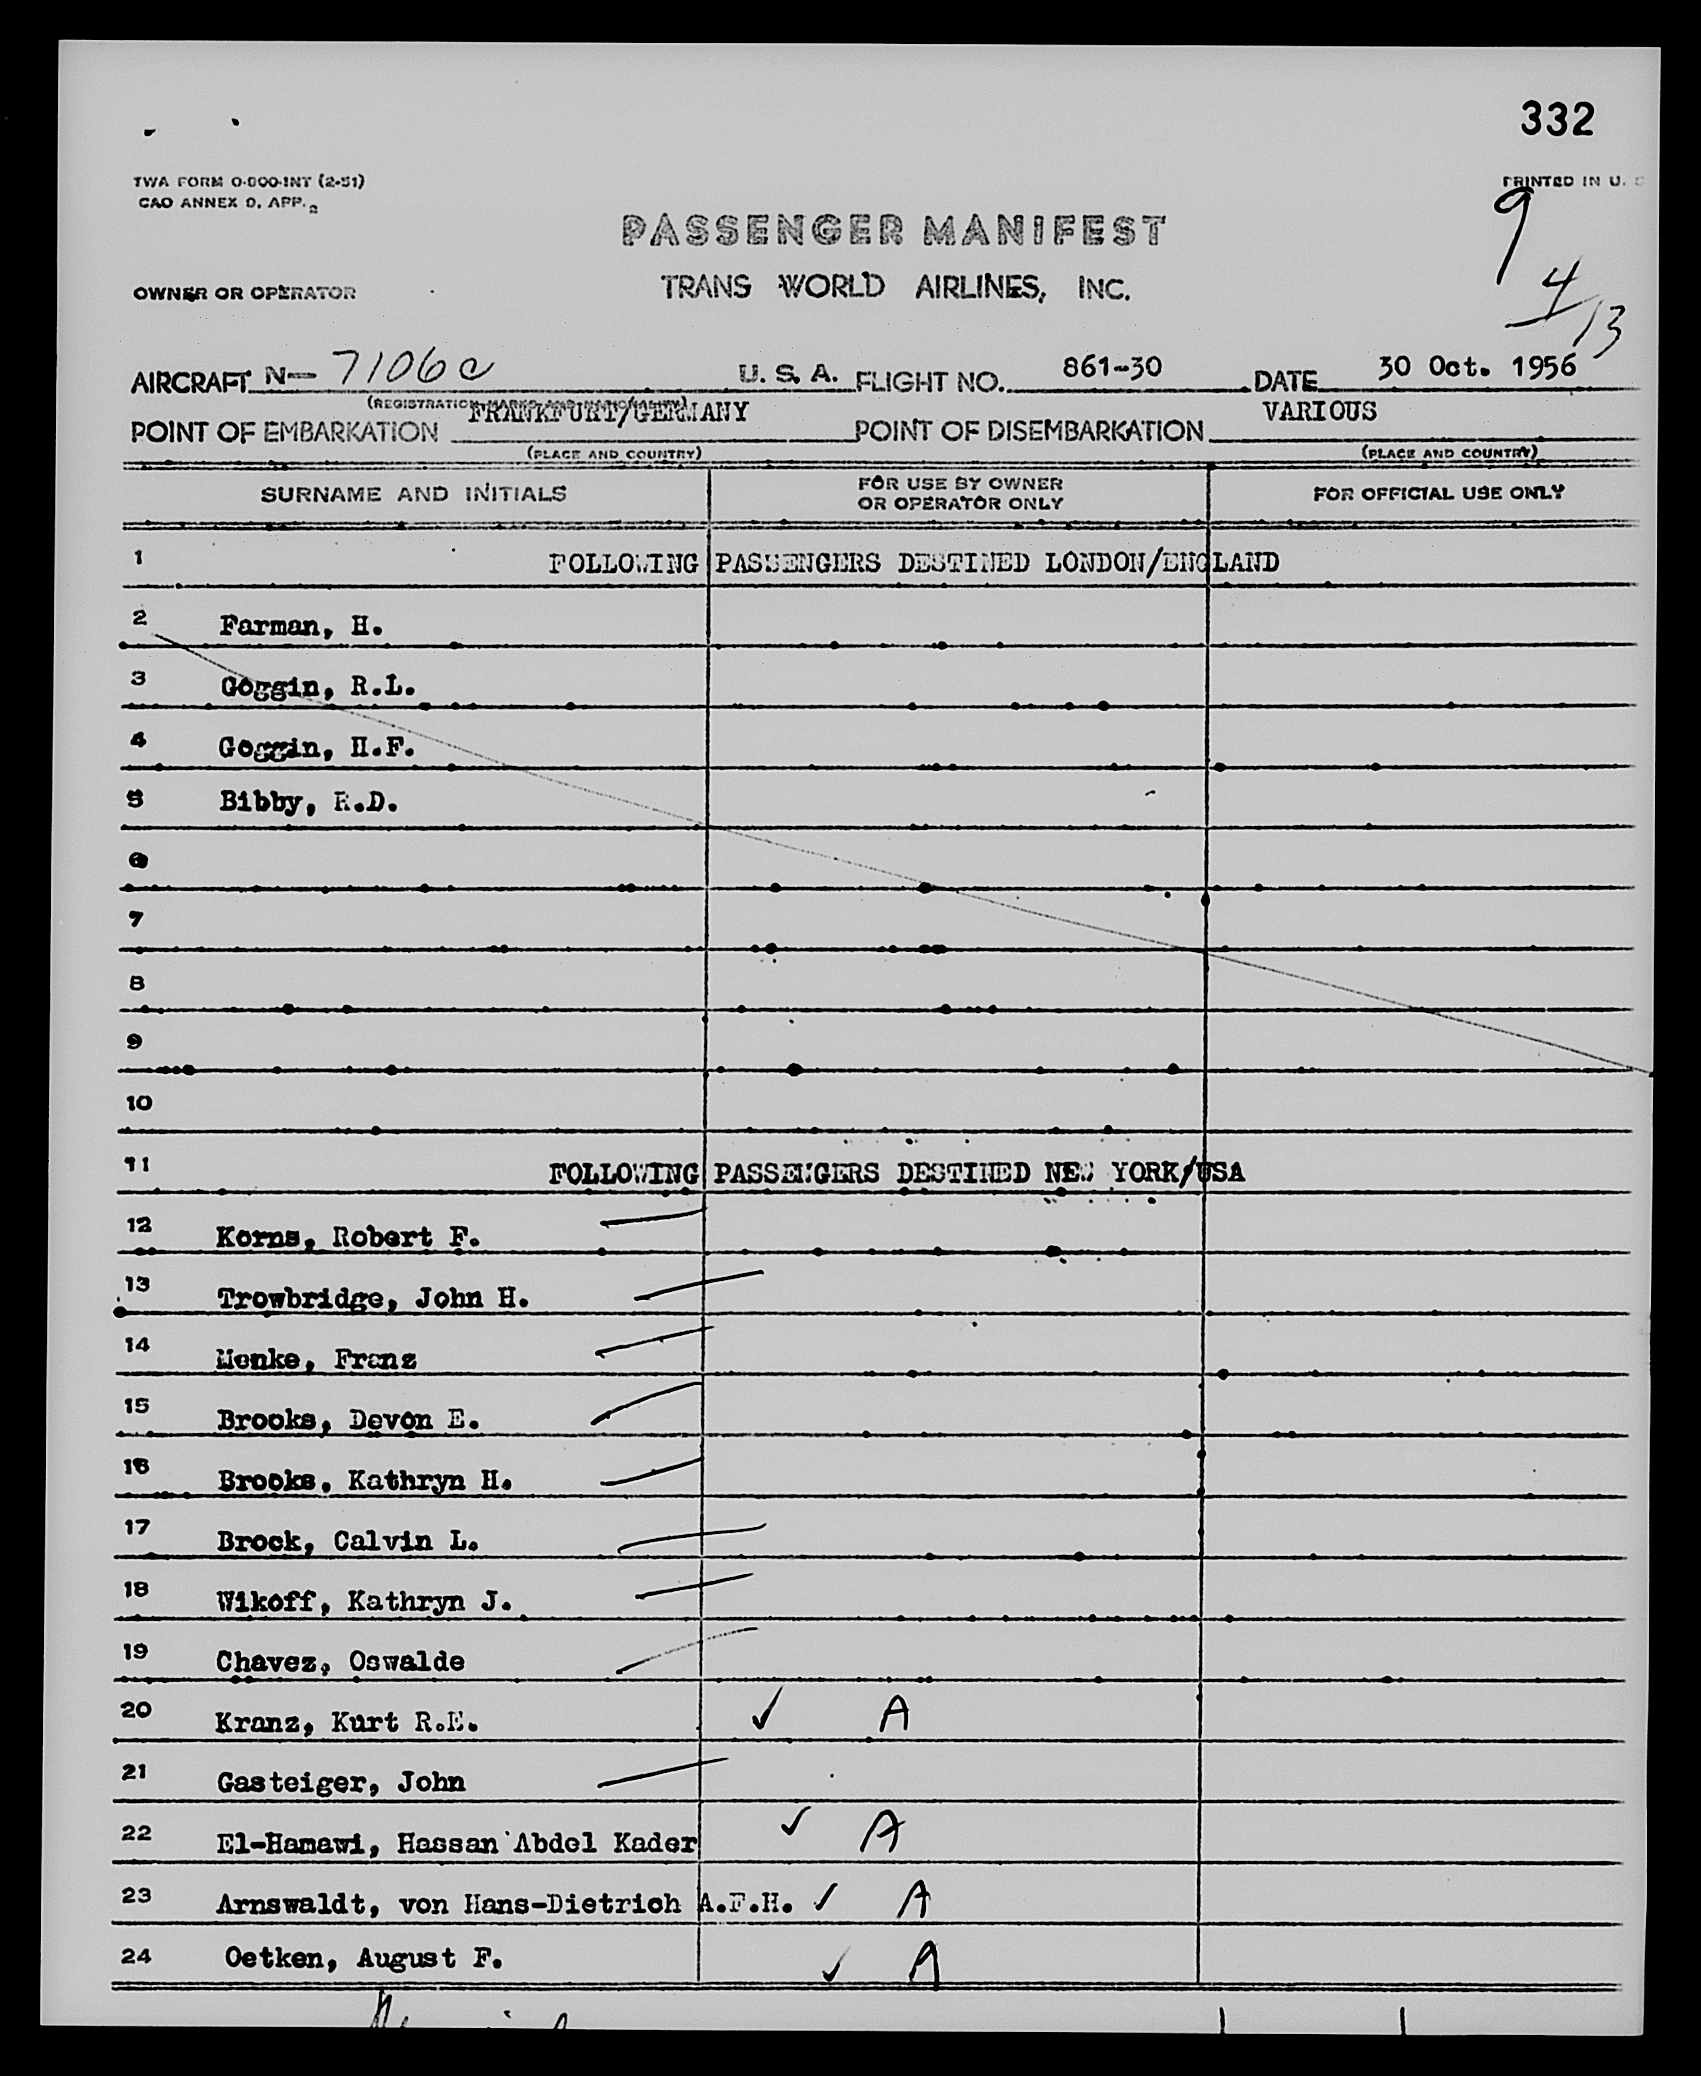 332
TWA FORM O-800-INT (2-51)
CAO ANNEX 9, APP. 2
PRINTED IN U. S
PASSENGER MANIFEST
9
TRANS WORLD AIRLINES, INC.
OWNER OR OPERATOR
4
13
AIRCRAFT N- 7106C U. S. A. FLIGHT NO. 861-30 DATE 30 Oct. 1956
(REGISTRATION MARKS AND NATIONALITY)
POINT OF EMBARKATION FRANKFURT/GERMANY POINT OF DISEMBARKATION VARIOUS
(PLACE AND COUNTRY) (PLACE AND COUNTRY)
SURNAME AND INITIALS FOR USE BY OWNER OR OPERATOR ONLY FOR OFFICIAL USE ONLY
1 FOLLOWING PASSENGERS DESTINED LONDON/ENGLAND
2 Farman, H.
3 Goggin, R.L.
4 Goggin, H.F.
5 Bibby, R.D.
6
7
8
9
10
11 FOLLOWING PASSENGERS DESTINED NEW YORK/USA
12 Korns, Robert F.
13 Trowbridge, John H.
14 Menke, Franz
15 Brooks, Devon E.
16 Brooks, Kathryn H.
17 Brock, Calvin L.
18 Wikoff, Kathryn J.
19 Chavez, Oswalde
20 Kranz, Kurt R.E. ✓ A
21 Gasteiger, John
22 El-Hamawi, Hassan Abdel Kader ✓ A
23 Arnswaldt, von Hans-Dietrich A.F.H. ✓ A
24 Oetken, August F. ✓ A